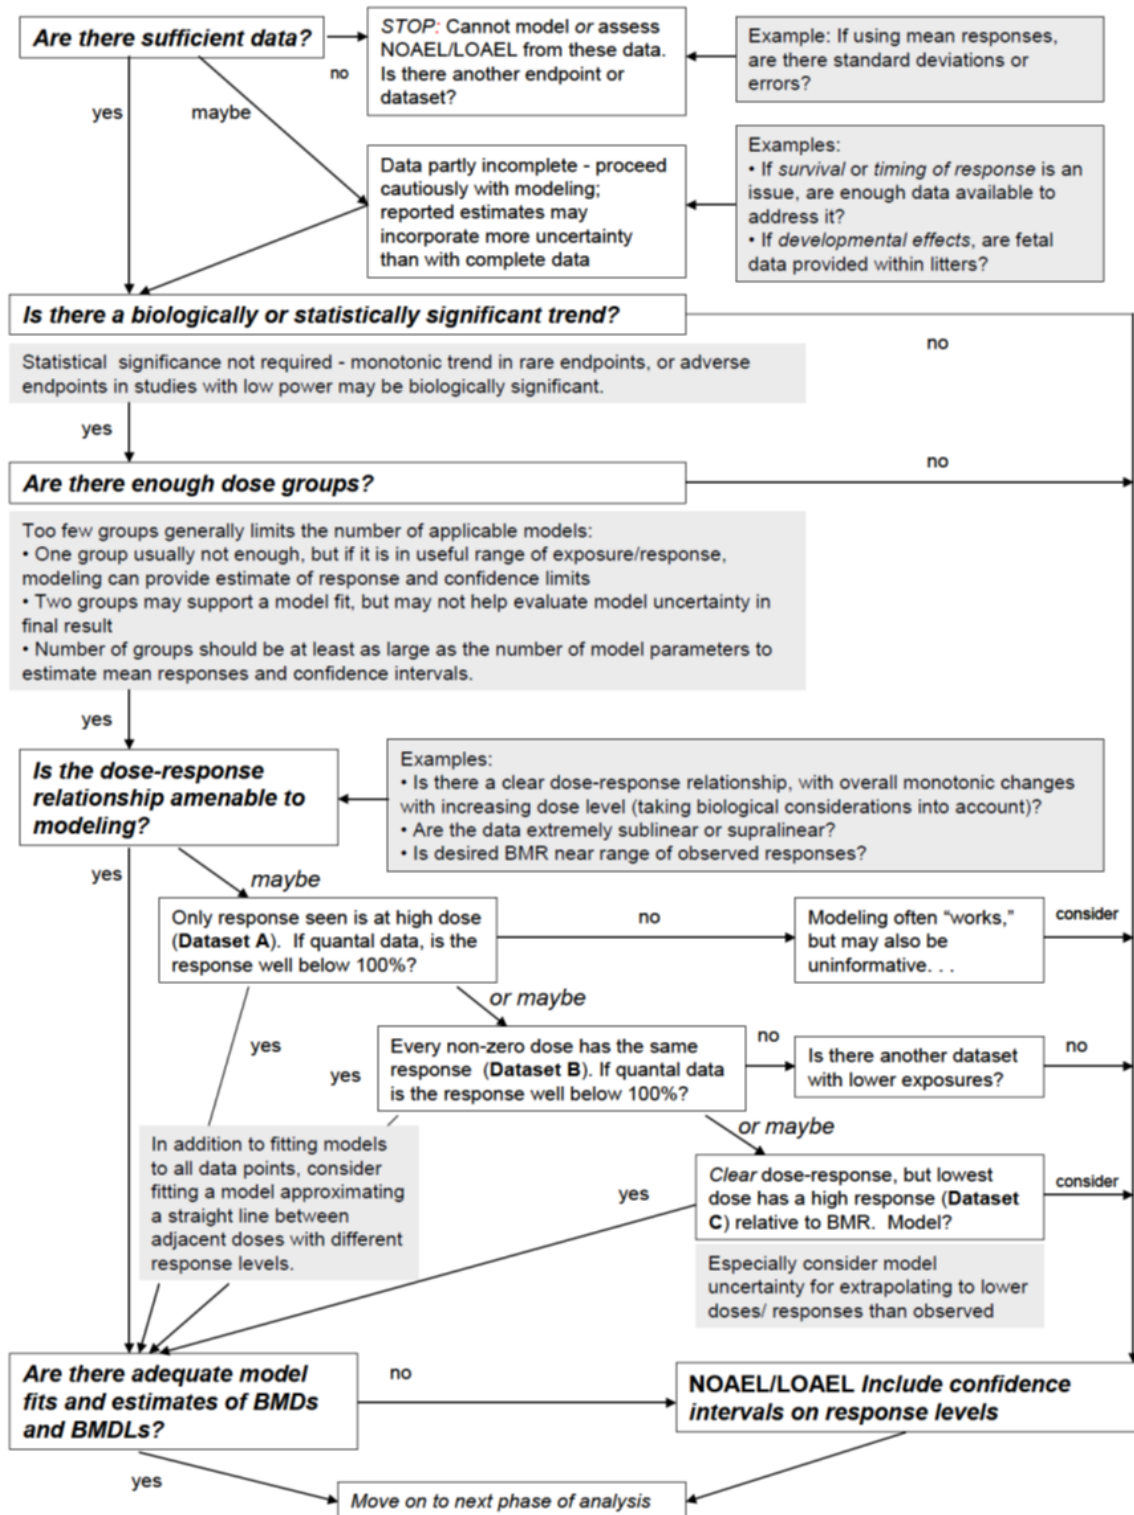 Are there sufficient data?
no
yes
maybe
STOP: Cannot model or assess
NOAEL/LOAEL from these data.
Is there another endpoint or
dataset?
Example: If using mean responses,
are there standard deviations or
errors?
Data partly incomplete - proceed
cautiously with modeling;
reported estimates may
incorporate more uncertainty
than with complete data
Examples:
• If survival or timing of response is an
issue, are enough data available to
address it?
• If developmental effects, are fetal
data provided within litters?
Is there a biologically or statistically significant trend?
no
Statistical significance not required - monotonic trend in rare endpoints, or adverse
endpoints in studies with low power may be biologically significant.
yes
Are there enough dose groups?
no
Too few groups generally limits the number of applicable models:
• One group usually not enough, but if it is in useful range of exposure/response,
modeling can provide estimate of response and confidence limits
• Two groups may support a model fit, but may not help evaluate model uncertainty in
final result
• Number of groups should be at least as large as the number of model parameters to
estimate mean responses and confidence intervals.
yes
Is the dose-response
relationship amenable to
modeling?
Examples:
• Is there a clear dose-response relationship, with overall monotonic changes
with increasing dose level (taking biological considerations into account)?
• Are the data extremely sublinear or supralinear?
• Is desired BMR near range of observed responses?
yes
maybe
Only response seen is at high dose
(Dataset A). If quantal data, is the
response well below 100%?
no
Modeling often “works,”
but may also be
uninformative. . .
consider
or maybe
yes
Every non-zero dose has the same
response (Dataset B). If quantal data
is the response well below 100%?
yes
no
Is there another dataset
with lower exposures?
no
or maybe
In addition to fitting models
to all data points, consider
fitting a model approximating
a straight line between
adjacent doses with different
response levels.
yes
Clear dose-response, but lowest
dose has a high response (Dataset
C) relative to BMR. Model?
consider
Especially consider model
uncertainty for extrapolating to lower
doses/ responses than observed
Are there adequate model
fits and estimates of BMDs
and BMDLs?
no
NOAEL/LOAEL Include confidence
intervals on response levels
yes
Move on to next phase of analysis